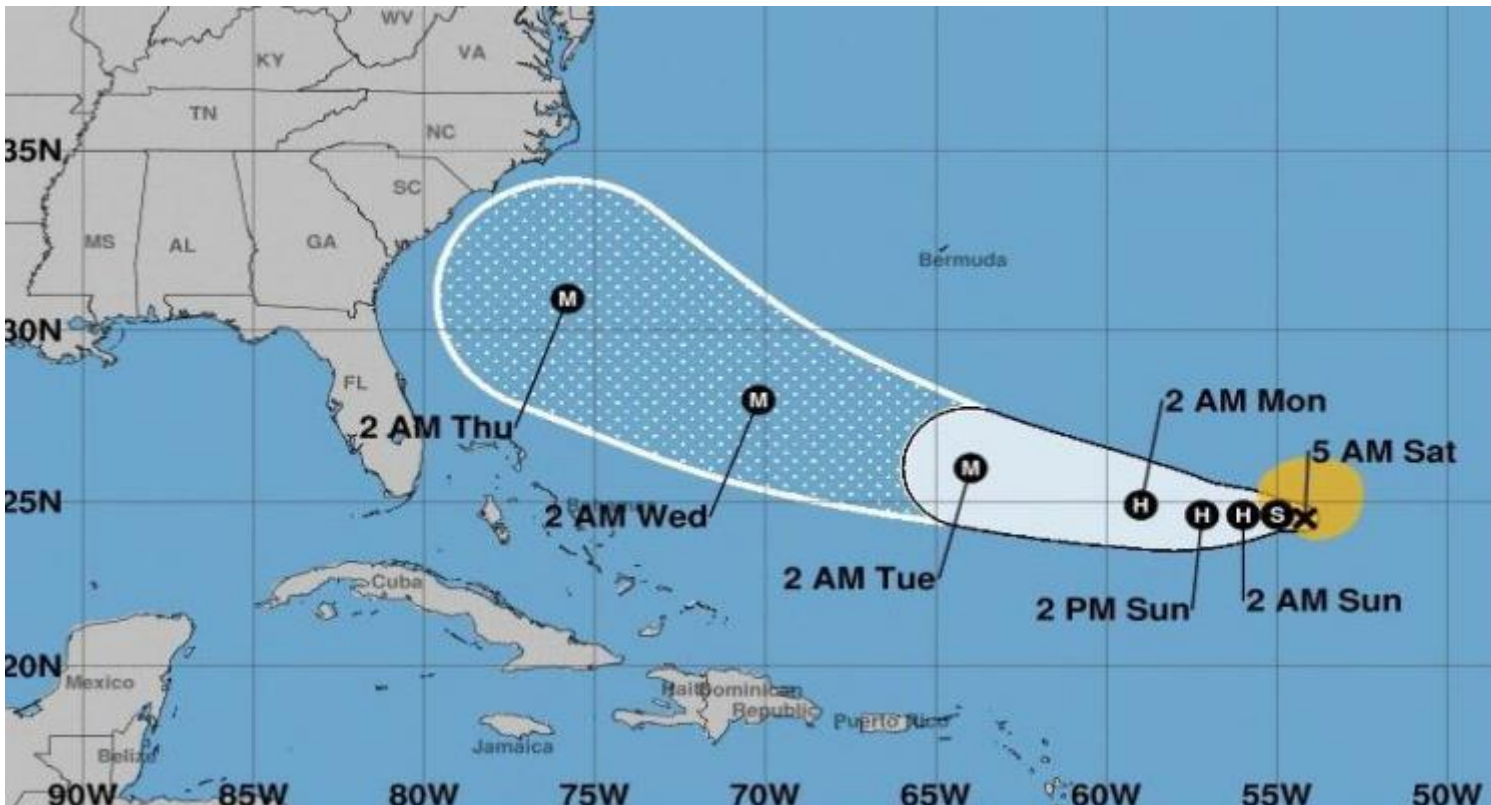 WV
KY
VA
TN
NC
35N
SC
MS
AL
GA
Bermuda
M
30N
FL
M
2 AM Thu
2 AM Mon
5 AM Sat
M
25N
H
H
H
S
2 AM Wed
2 AM Tue
2 PM Sun
2 AM Sun
Cuba
20N
Mexico
Haiti
Dominican
Republic
Puerto Rico
Jamaica
Belize
90W 85W 80W 75W 70W 65W 60W 55W 50W